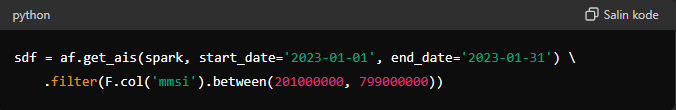 python
Salin kode
sdf = af.get_ais(spark, start_date='2023-01-01', end_date='2023-01-31') \
    .filter(F.col('mmsi').between(201000000, 799000000))